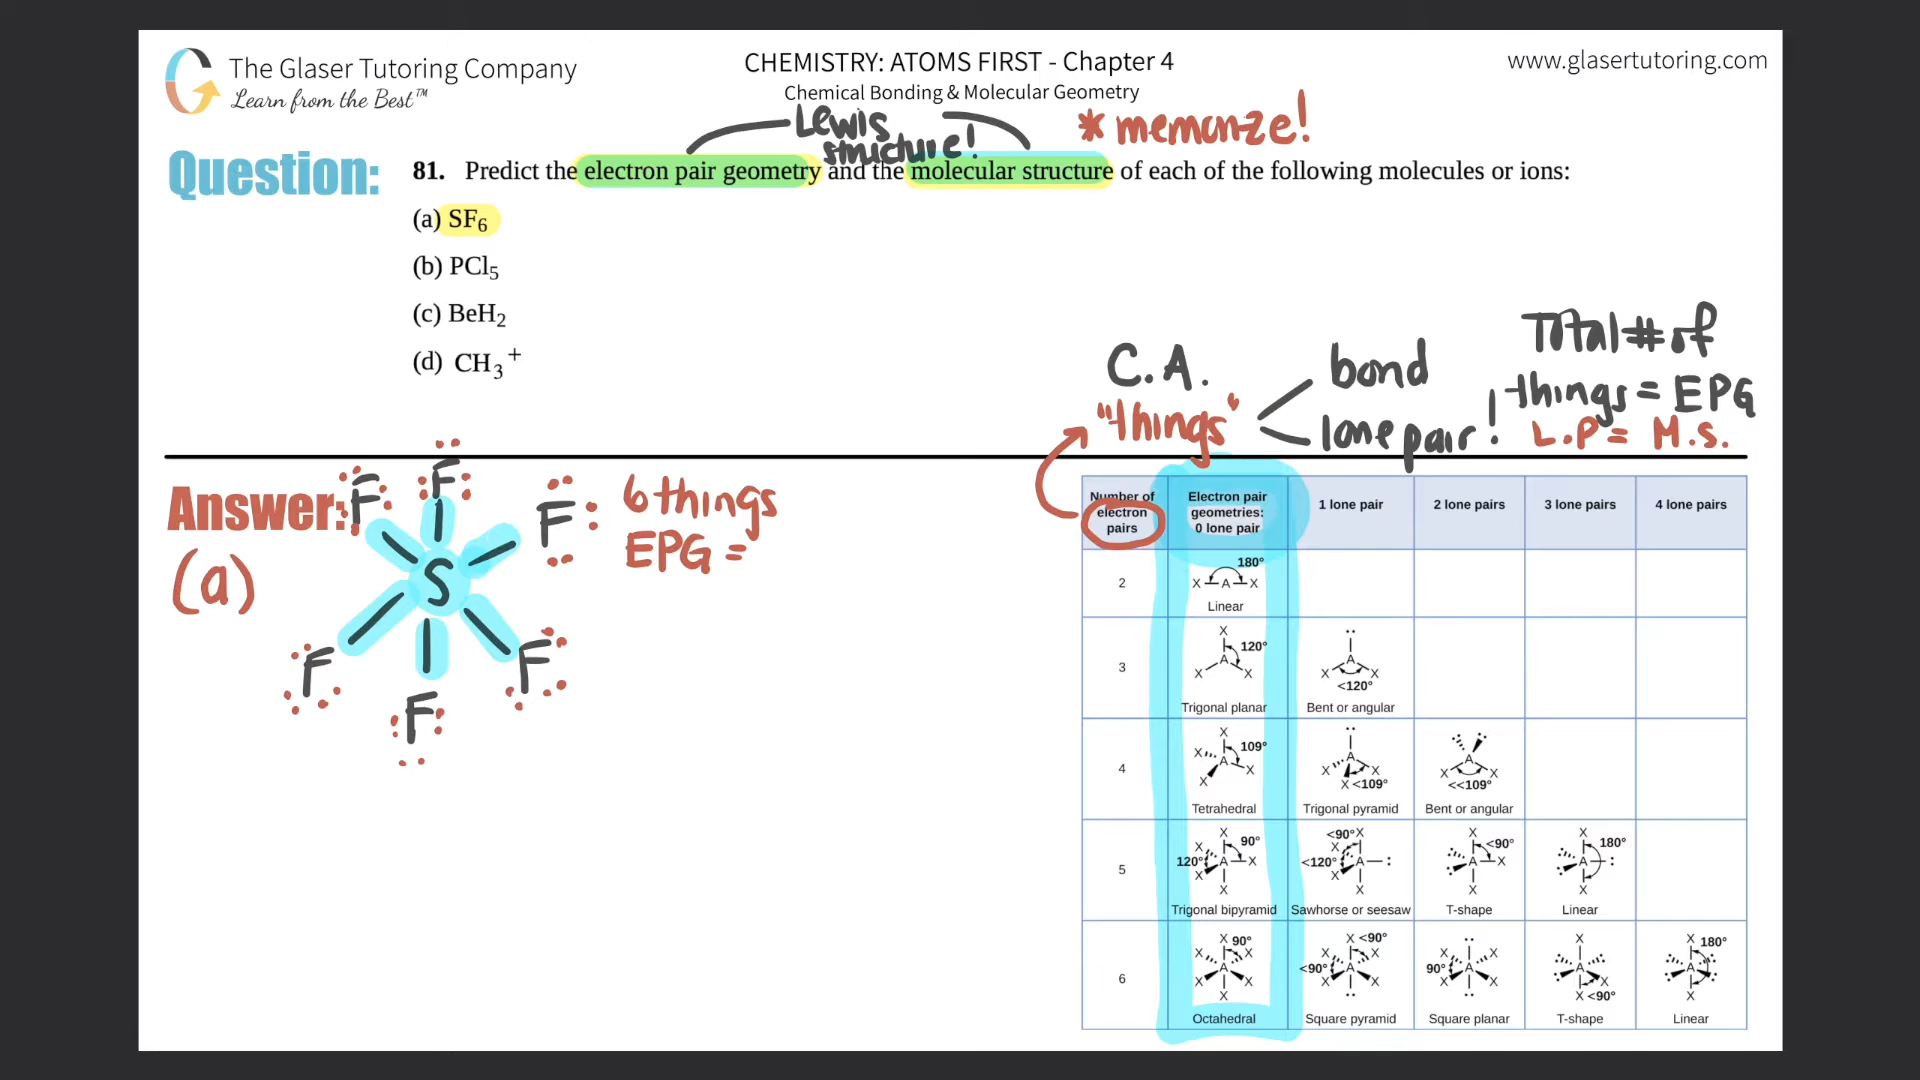 The Glaser Tutoring Company
Learn from the Best™
CHEMISTRY: ATOMS FIRST - Chapter 4
Chemical Bonding & Molecular Geometry
www.glasertutoring.com
Lewis
structure!
* memorize!
Question:
81. Predict the electron pair geometry and the molecular structure of each of the following molecules or ions:
(a) SF6
(b) PCl5
(c) BeH2
(d) CH3+
C.A.
"things"
bond
lone pair!
Total # of
things = EPG
L.P = M.S.
Answer:
(a)
F F F
S
F F F
6 things
EPG =
Number of electron pairs
Electron pair geometries: 0 lone pair
1 lone pair
2 lone pairs
3 lone pairs
4 lone pairs
2
180°
X A X
Linear
3
X
120°
A
X X
Trigonal planar
A
X X
<120°
Bent or angular
4
X
109°
X A
X X
Tetrahedral
A
X X
X <109°
Trigonal pyramid
A
X X
<<109°
Bent or angular
5
X 90°
X
120° A X
X
X
Trigonal bipyramid
<90° X
X
<120° A :
X
X
Sawhorse or seesaw
X
<90°
A X
X
T-shape
X
180°
A :
X
Linear
6
X 90°
X X
A
X X
X
Octahedral
X <90°
X X
<90° A
X X
Square pyramid
X X
90° A
X X
Square planar
X
A
X
X <90°
T-shape
X 180°
A
X
Linear